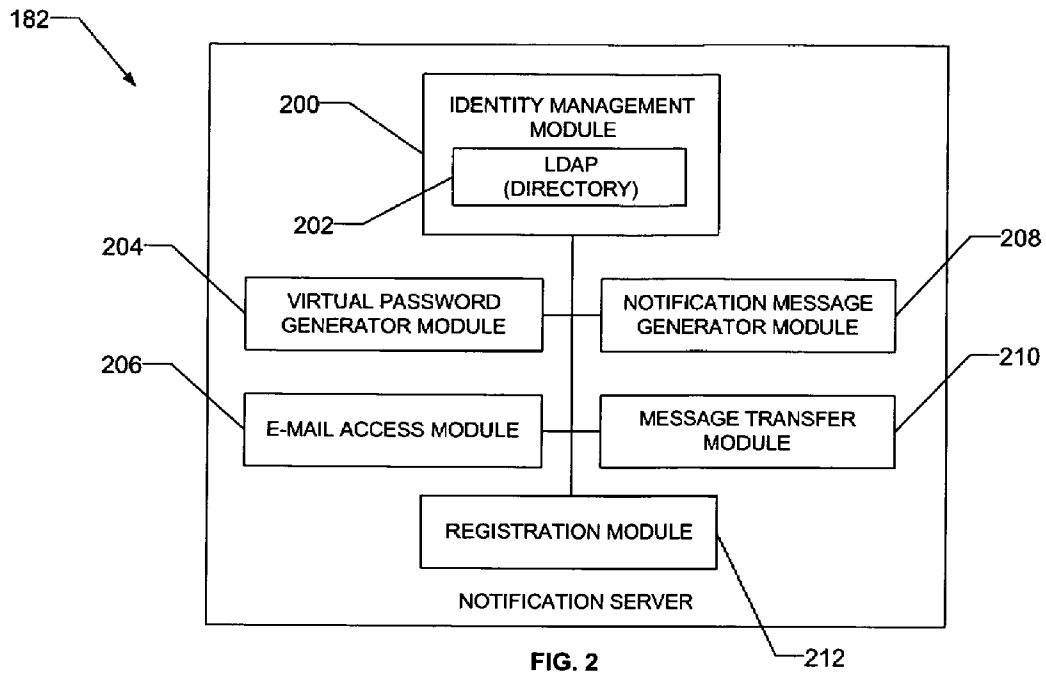 182
200
IDENTITY MANAGEMENT
MODULE
LDAP
(DIRECTORY)
202
204
208
VIRTUAL PASSWORD
GENERATOR MODULE
NOTIFICATION MESSAGE
GENERATOR MODULE
206
210
E-MAIL ACCESS MODULE
MESSAGE TRANSFER
MODULE
REGISTRATION MODULE
NOTIFICATION SERVER
212
FIG. 2